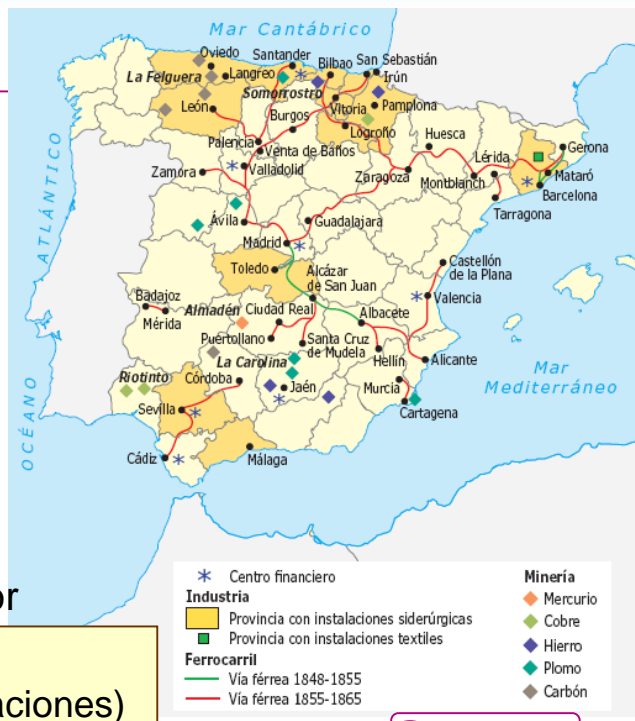 Mar Cantábrico
Oviedo
Santander
Bilbao
San Sebastián
La Felguera
Langreo
Irún
Somorrostro
León
Vitoria
Pamplona
Burgos
Logroño
Huesca
Palencia
Venta de Baños
Lérida
Gerona
Zamora
Valladolid
Zaragoza
Montblanch
Mataró
Barcelona
Tarragona
Ávila
Guadalajara
Madrid
Toledo
Alcázar
de San Juan
Castellón
de la Plana
Valencia
Badajoz
Mérida
Almadén
Ciudad Real
Albacete
Puertollano
Santa Cruz
de Mudela
Hellín
Alicante
La Carolina
Riotinto
Córdoba
Jaén
Murcia
Sevilla
Cartagena
Cádiz
Málaga
OCÉANO ATLÁNTICO
Mar
Mediterráneo
or
aciones)
Centro financiero
Industria
Provincia con instalaciones siderúrgicas
Provincia con instalaciones textiles
Ferrocarril
Vía férrea 1848-1855
Vía férrea 1855-1865
Minería
Mercurio
Cobre
Hierro
Plomo
Carbón